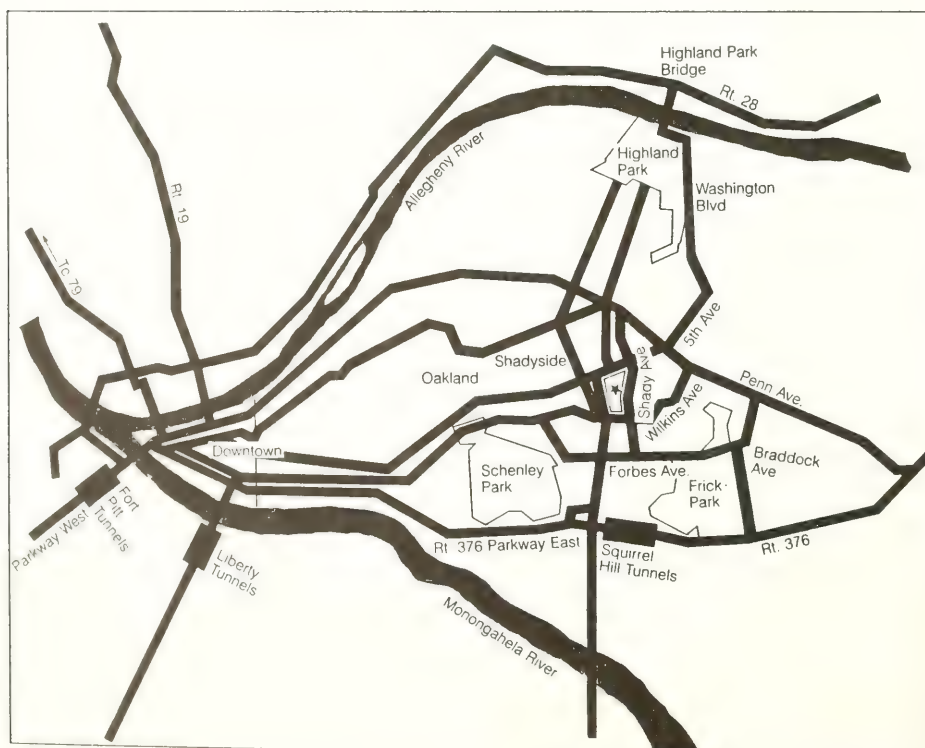 Highland Park
Bridge
Rt. 28
Allegheny River
Highland
Park
Washington
Blvd
Rt. 19
To 79
5th Ave
Shadyside
Oakland
Shady Ave
Wilkins Ave
Penn Ave.
Downtown
Schenley
Park
Forbes Ave.
Braddock
Ave
Frick
Park
Parkway West
Fort
Pitt
Tunnels
Liberty
Tunnels
Rt. 376 Parkway East
Squirrel
Hill Tunnels
Rt. 376
Monongahela River